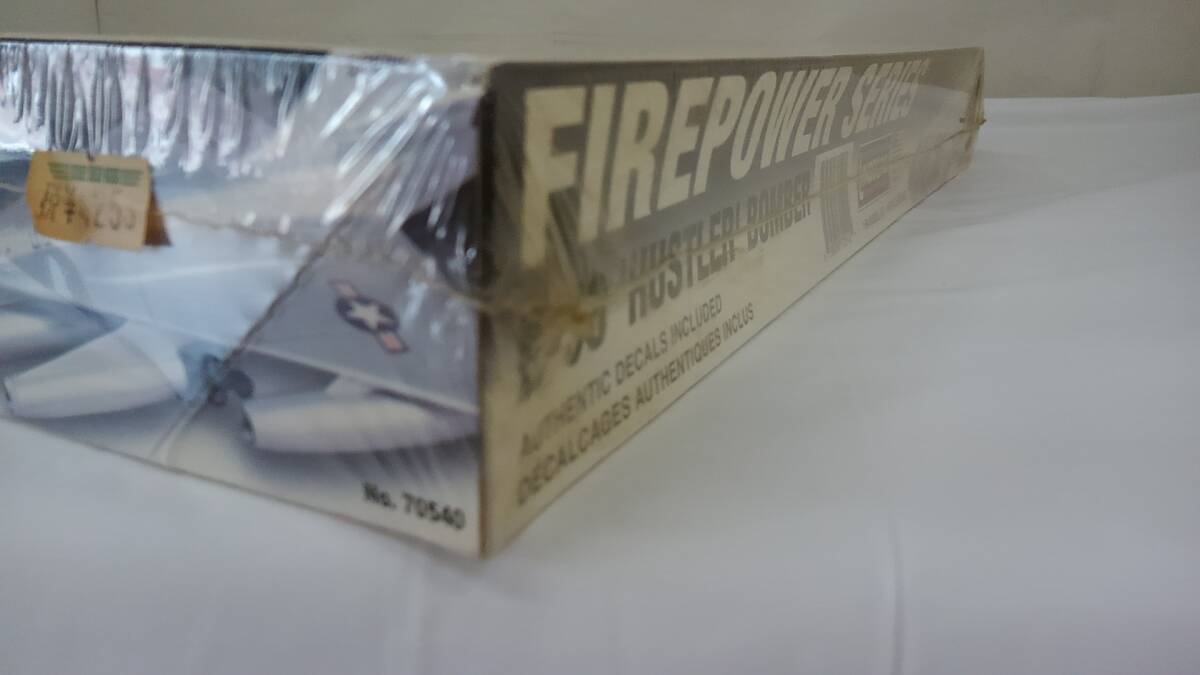 No. 70540
FIREPOWER SERIES
HUSTLER! BOMBER
AUTHENTIC DECALS INCLUDED
DECALCAGES AUTHENTIQUES INCLUS